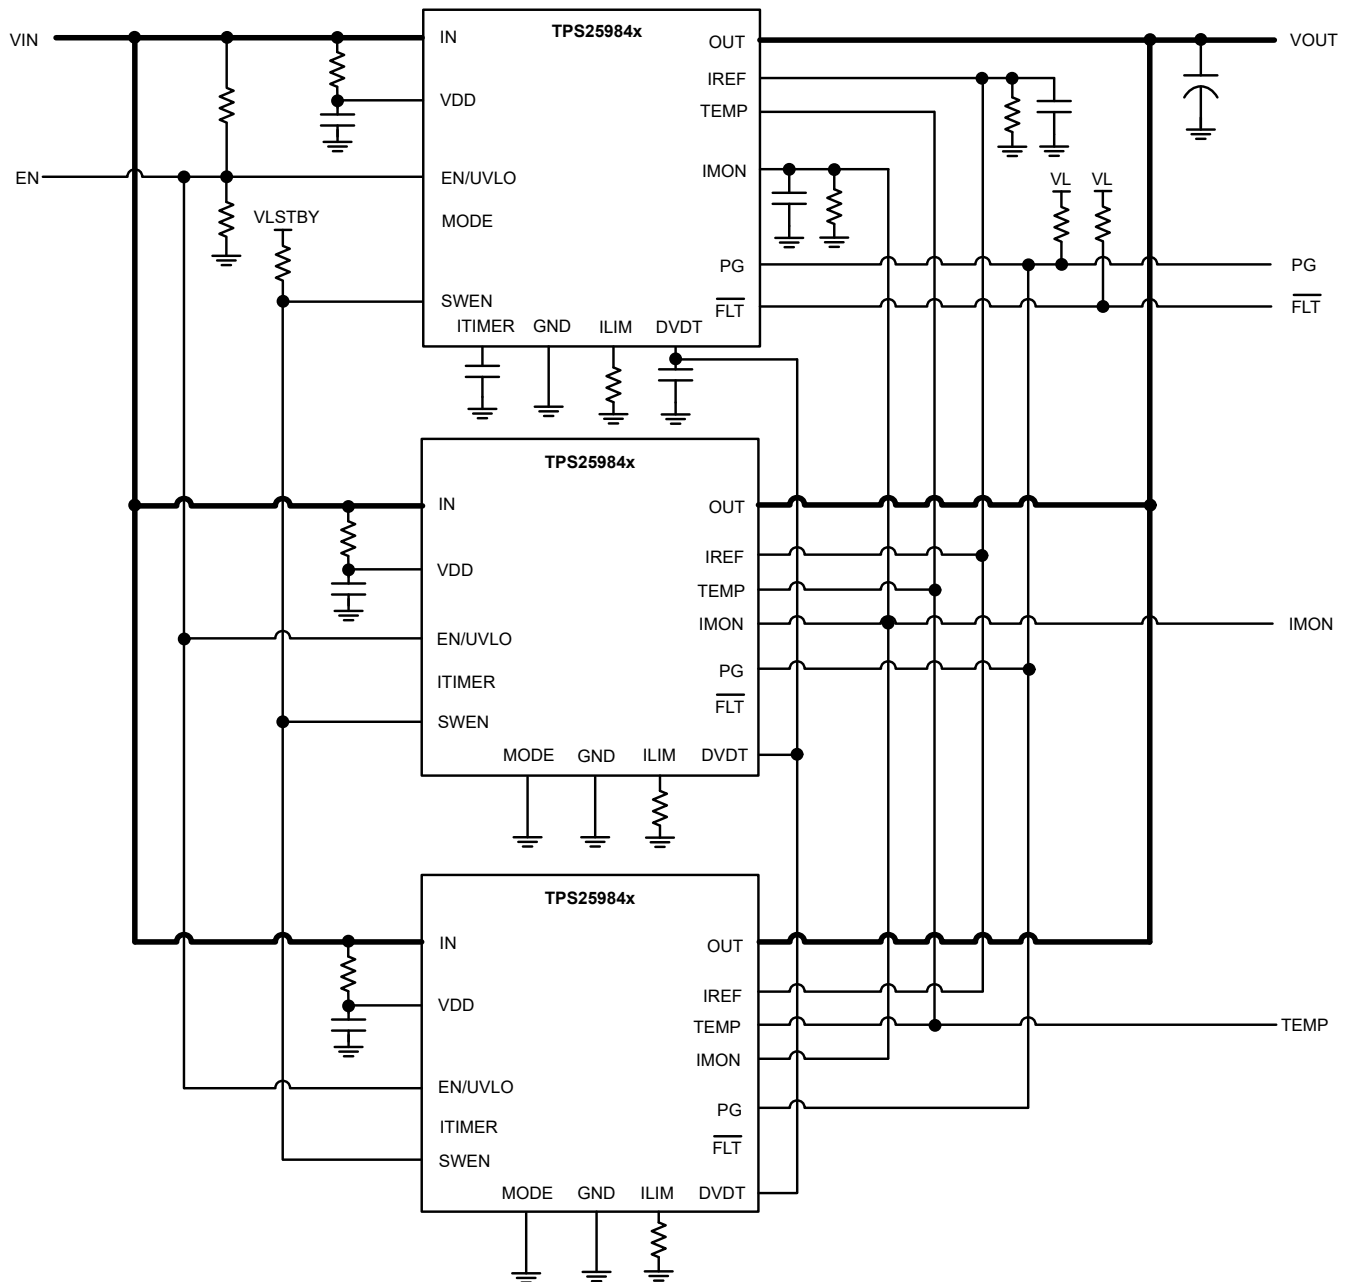 TPS25984x
VIN
IN
OUT
VOUT
IREF
VDD
TEMP
IMON
EN
EN/UVLO
VL
VL
MODE
VLSTBY
PG
PG
SWEN
FLT
FLT
ITIMER
GND
ILIM
DVDT
TPS25984x
IN
OUT
IREF
VDD
TEMP
IMON
IMON
EN/UVLO
PG
ITIMER
FLT
SWEN
MODE
GND
ILIM
DVDT
TPS25984x
IN
OUT
IREF
VDD
TEMP
TEMP
IMON
EN/UVLO
PG
ITIMER
FLT
SWEN
MODE
GND
ILIM
DVDT